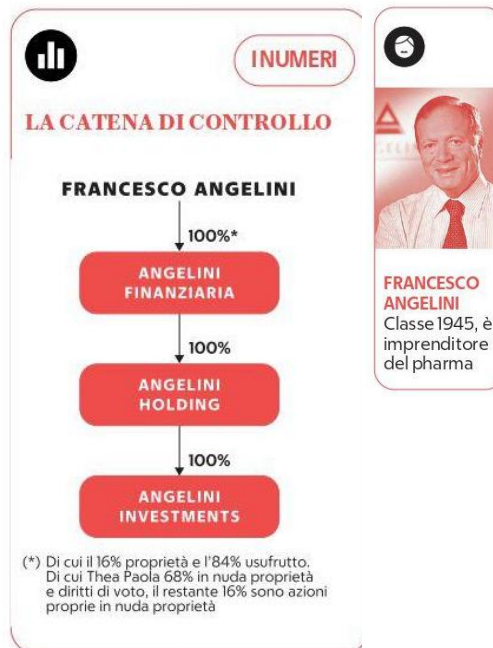 I NUMERI
LA CATENA DI CONTROLLO
FRANCESCO ANGELINI
100%*
ANGELINI
FINANZIARIA
100%
ANGELINI
HOLDING
100%
ANGELINI
INVESTMENTS
(*) Di cui il 16% proprietà e l'84% usufrutto.
Di cui Thea Paola 68% in nuda proprietà
e diritti di voto, il restante 16% sono azioni
proprie in nuda proprietà
FRANCESCO
ANGELINI
Classe 1945, è
imprenditore
del pharma